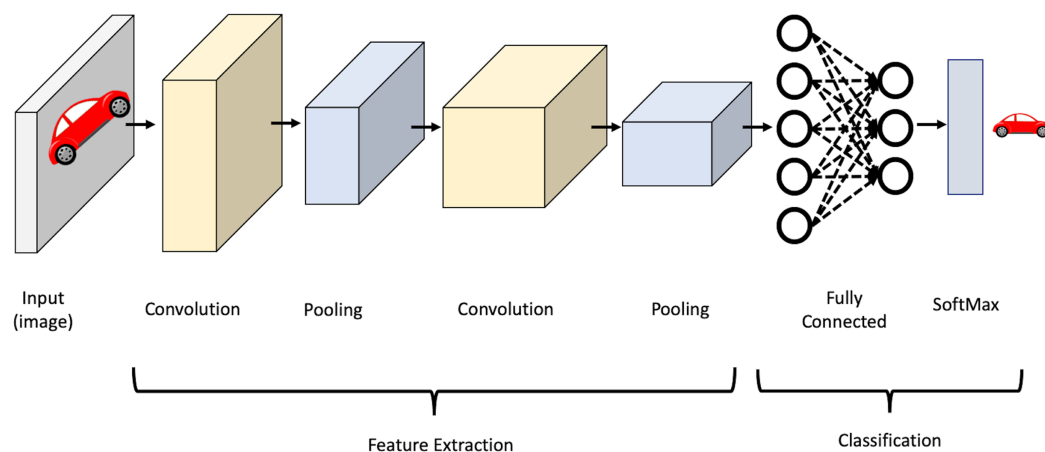 Input
(image)
Convolution
Pooling
Convolution
Pooling
Fully
Connected
SoftMax
Feature Extraction
Classification